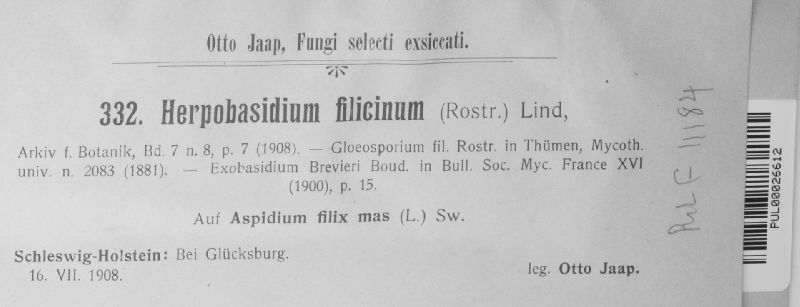 Otto Jaap, Fungi selecti exsiccati.
332. Herpobasidium filicinum (Rostr.) Lind,
Arkiv f. Botanik, Bd. 7 n. 8, p. 7 (1908). — Gloeosporium fil. Rostr. in Thümen, Mycoth.
univ. n. 2083 (1881). — Exobasidium Brevieri Boud. in Bull. Soc. Myc. France XVI
(1900), p. 15.
Auf Aspidium filix mas (L.) Sw.
Schleswig-Holstein: Bei Glücksburg.
16. VII. 1908.
leg. Otto Jaap.
PUL F 11184
PUL00026612